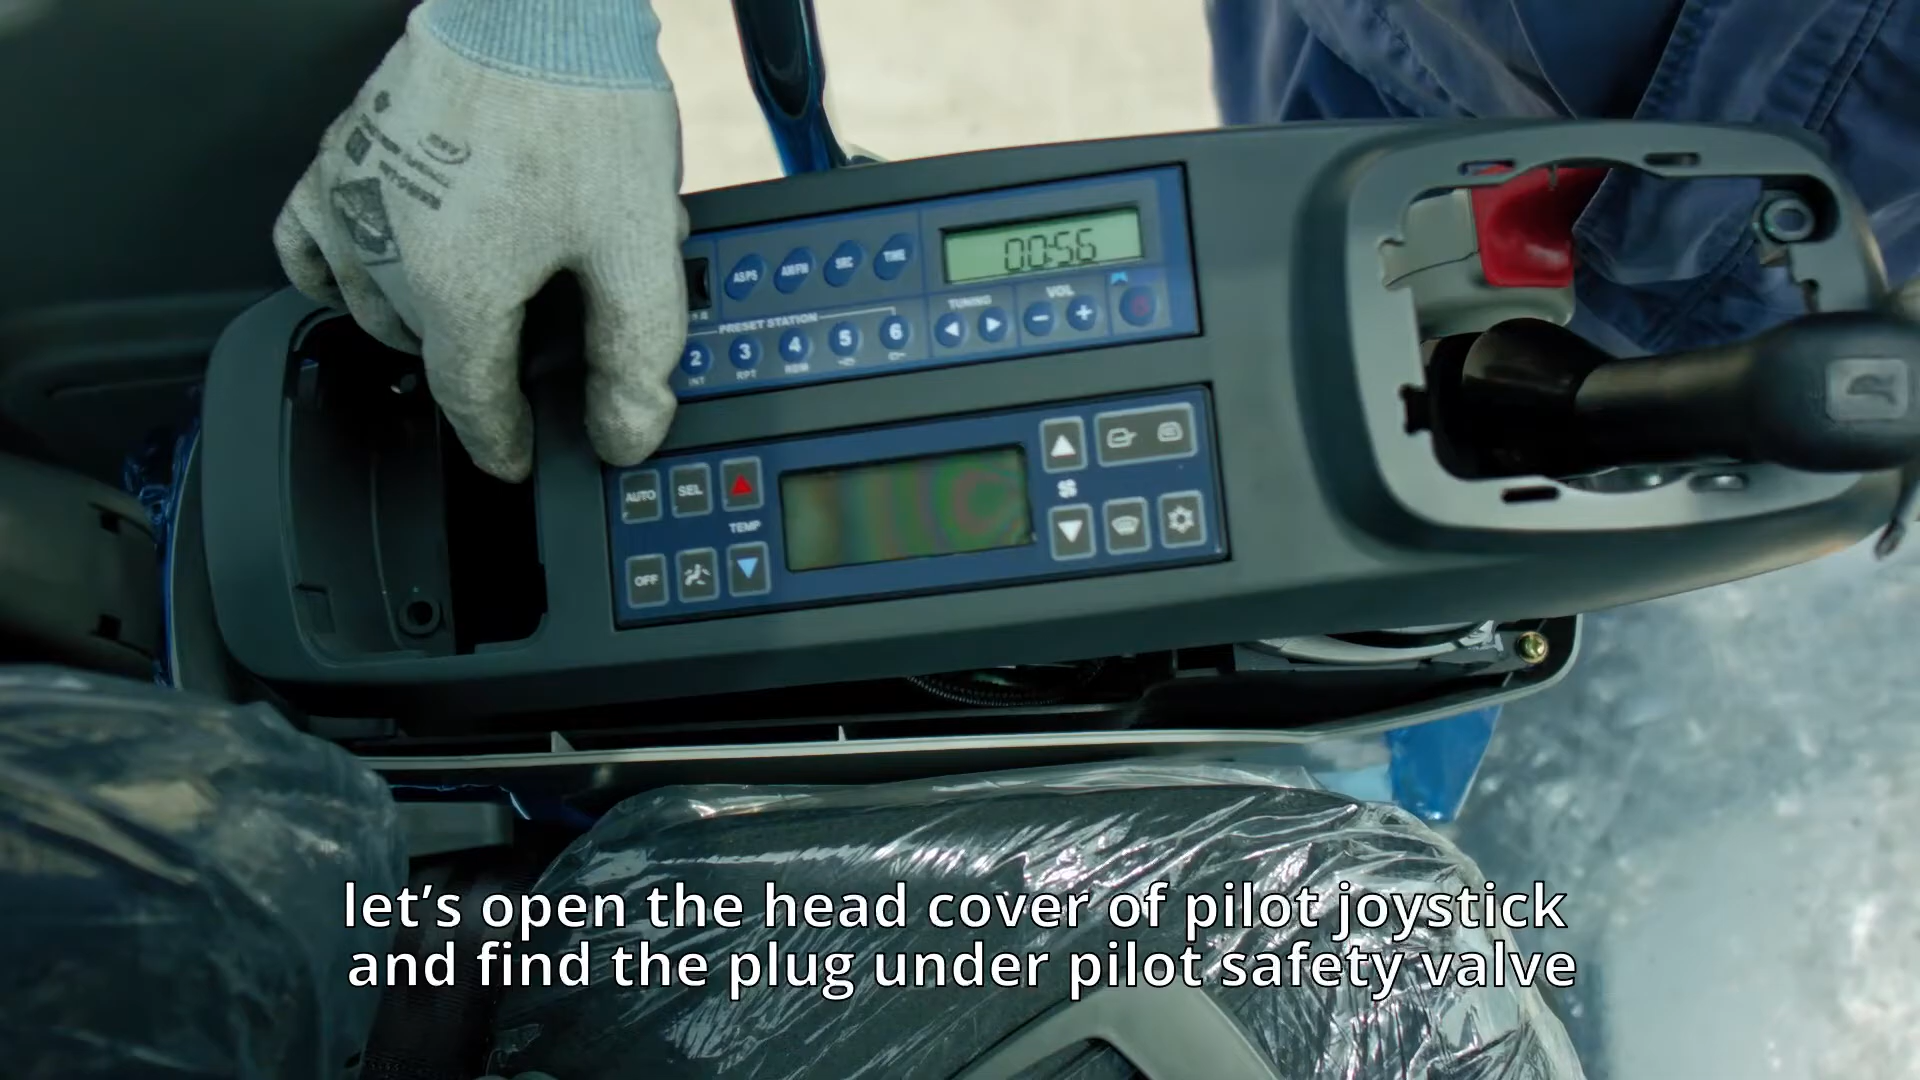 ASPS
AM/FM
SRC
TIME
00:56
PRESET STATION
TUNING
VOL
2
3
4
5
6
INT
RPT
RDM
AUTO
SEL
TEMP
OFF
let’s open the head cover of pilot joystick
and find the plug under pilot safety valve